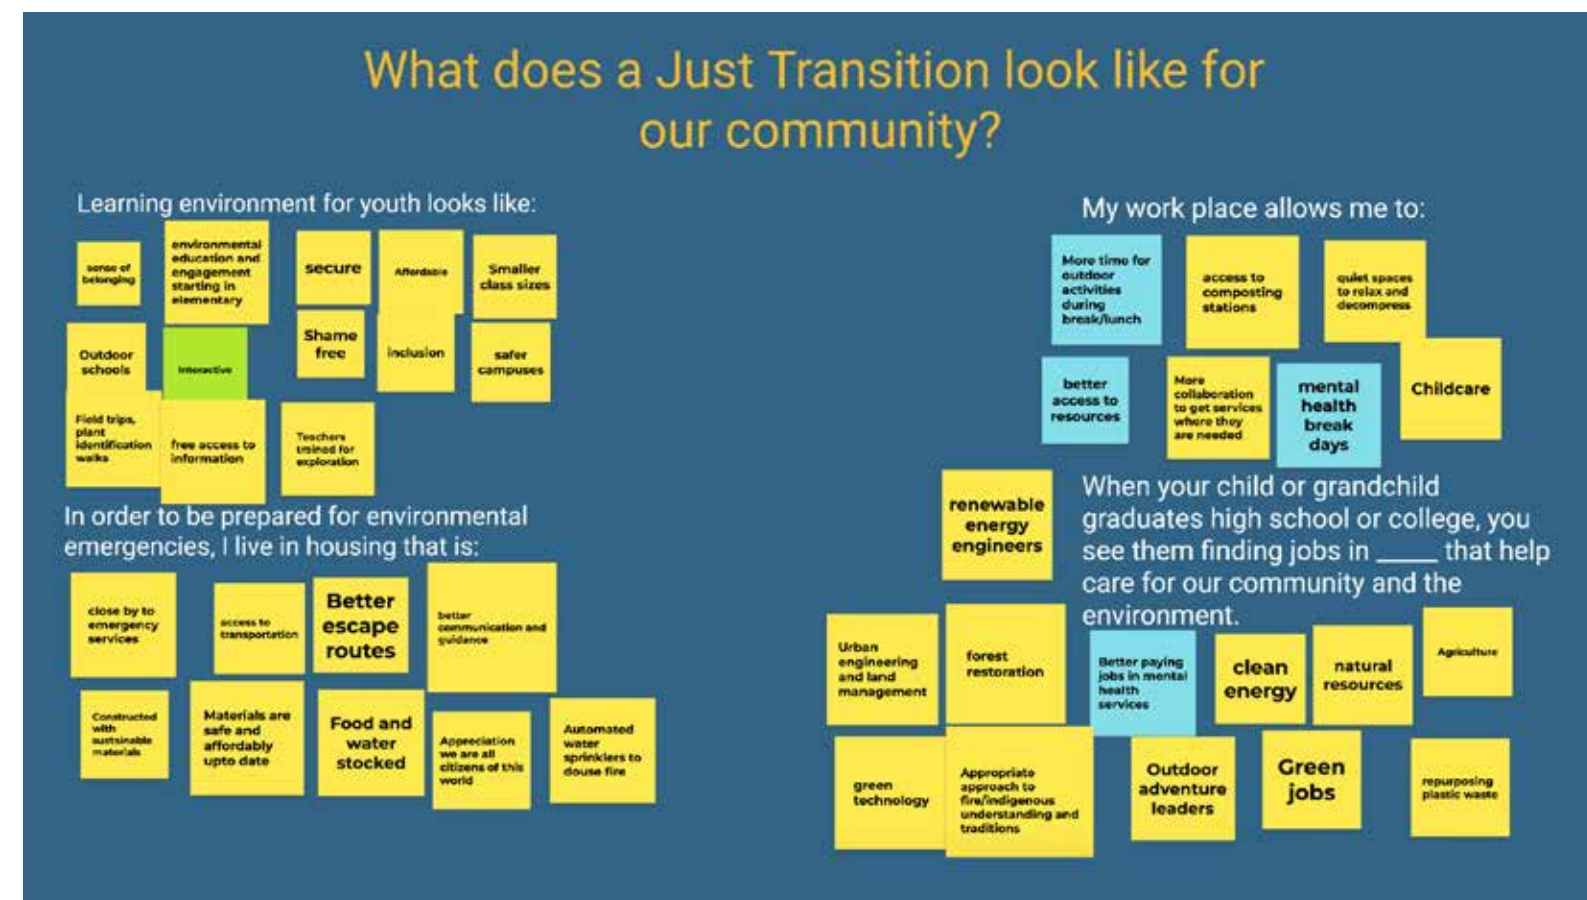 What does a Just Transition look like for
our community?
Learning environment for youth looks like:
sense of
belonging
environmental
education and
engagement
starting in
elementary
secure
Affordable
Smaller
class sizes
Outdoor
schools
Interactive
Shame
free
inclusion
safer
campuses
Field trips,
plant
identification
walks
free access to
information
Teachers
trained for
exploration
In order to be prepared for environmental
emergencies, I live in housing that is:
close by to
emergency
services
access to
transportation
Better
escape
routes
better
communication and
guidance
Constructed
with
sustsinable
materials
Materials are
safe and
affordably
upto date
Food and
water
stocked
Appreciation
we are all
citizens of this
world
Automated
water
sprinklers to
douse fire
My work place allows me to:
More time for
outdoor
activities
during
break/lunch
access to
composting
stations
quiet spaces
to relax and
decompress
better
access to
resources
More
collaboration
to get services
where they
are needed
mental
health
break
days
Childcare
When your child or grandchild
graduates high school or college, you
see them finding jobs in _____ that help
care for our community and the
environment.
renewable
energy
engineers
Urban
engineering
and land
management
forest
restoration
Better paying
jobs in mental
health
services
clean
energy
natural
resources
Agriculture
green
technology
Appropriate
approach to
fire/indigenous
understanding and
traditions
Outdoor
adventure
leaders
Green
jobs
repurposing
plastic waste